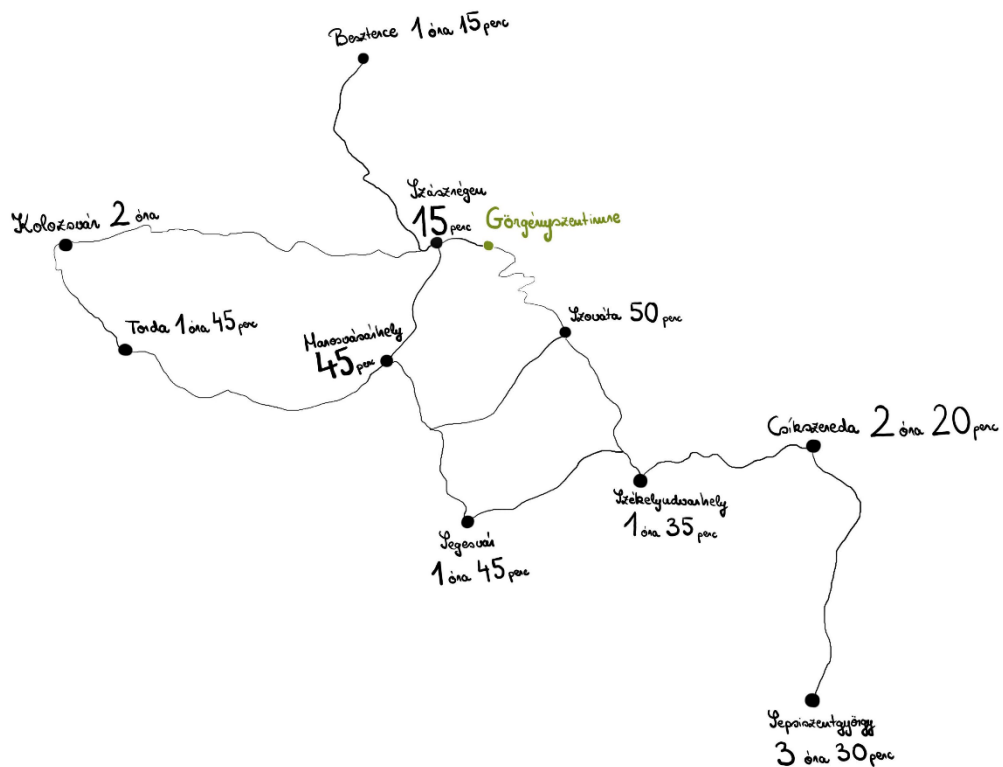 Beszterce 1 óra 15 perc
Szászrégen
15 perc
Görgényszentimre
Kolozsvár 2 óra
Torda 1 óra 45 perc
Marosvásárhely
45 perc
Szováta 50 perc
Csíkszereda 2 óra 20 perc
Székelyudvarhely
1 óra 35 perc
Segesvár
1 óra 45 perc
Sepsiszentgyörgy
3 óra 30 perc